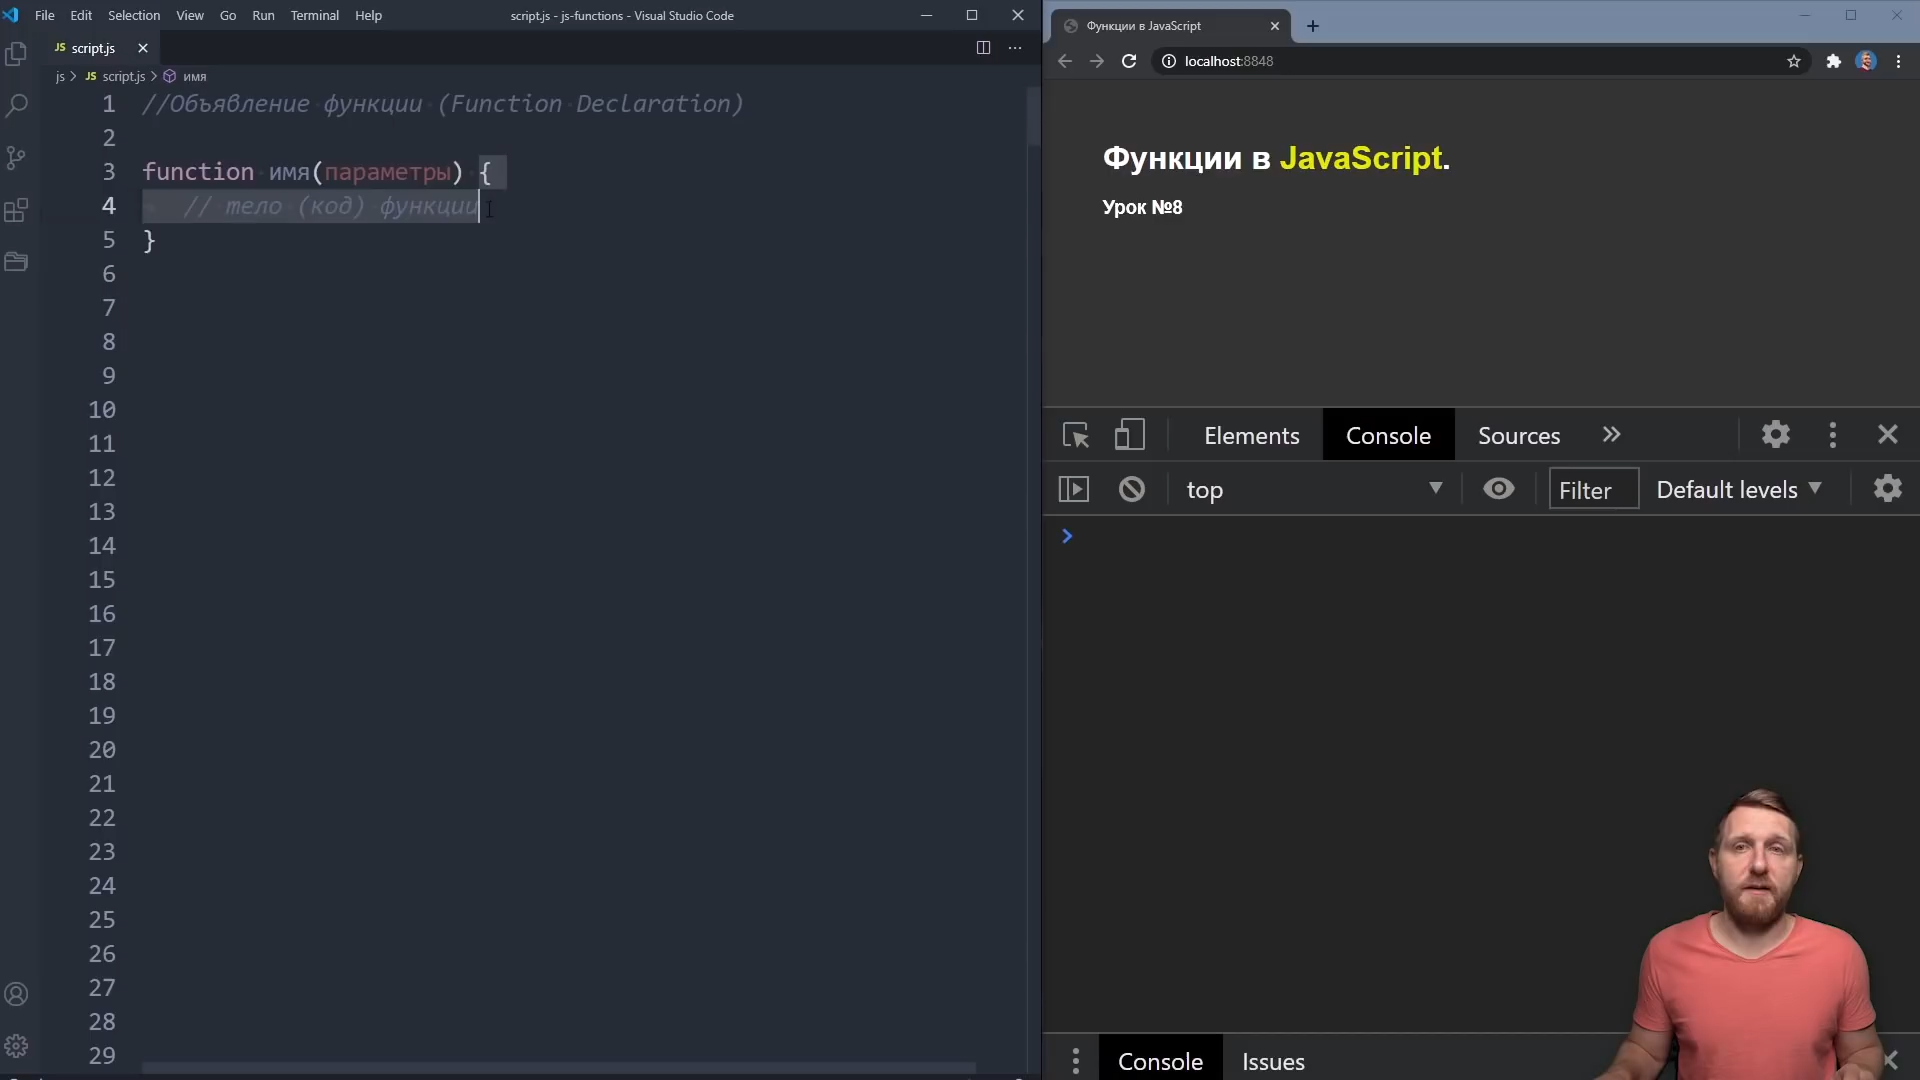 File Edit Selection View Go Run Terminal Help
script.js - js-functions - Visual Studio Code
JS script.js
js > JS script.js > имя
1 //Объявление функции (Function Declaration)
2
3 function имя(параметры) {
4 // тело (код) функции
5 }
6
7
8
9
10
11
12
13
14
15
16
17
18
19
20
21
22
23
24
25
26
27
28
29
Функции в JavaScript
localhost:8848
Функции в JavaScript.
Урок №8
Elements Console Sources
top Filter Default levels
Console Issues